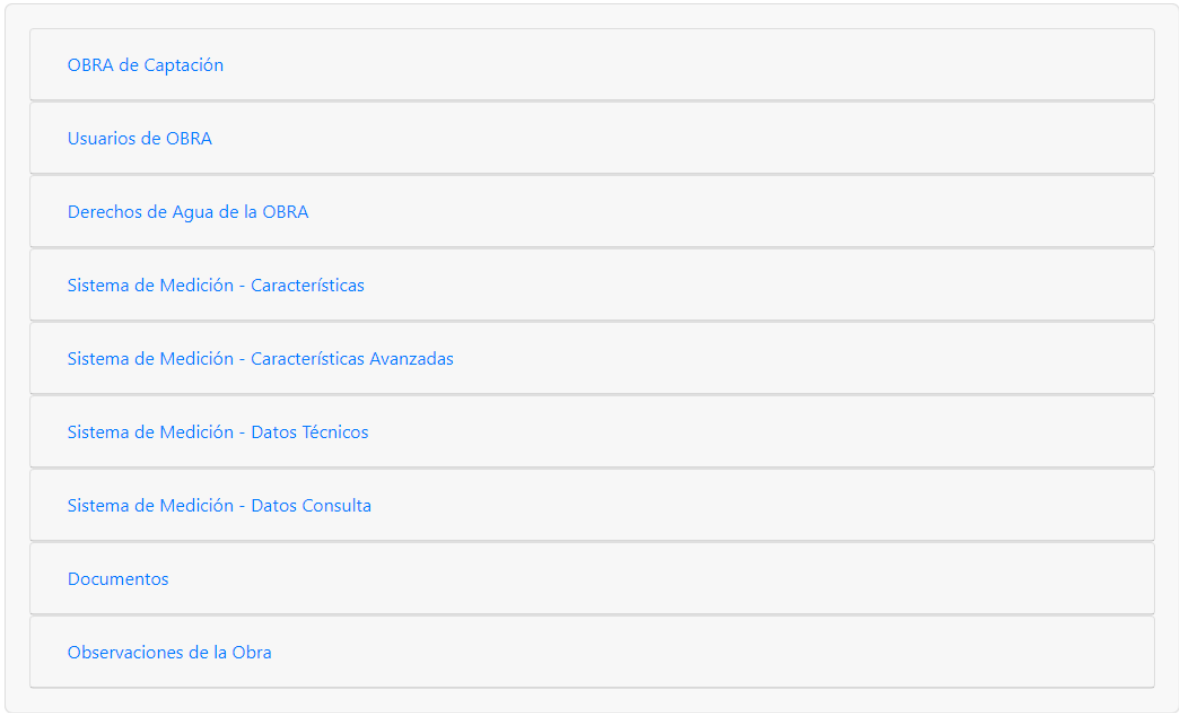 OBRA de Captación
Usuarios de OBRA
Derechos de Agua de la OBRA
Sistema de Medición - Características
Sistema de Medición - Características Avanzadas
Sistema de Medición - Datos Técnicos
Sistema de Medición - Datos Consulta
Documentos
Observaciones de la Obra